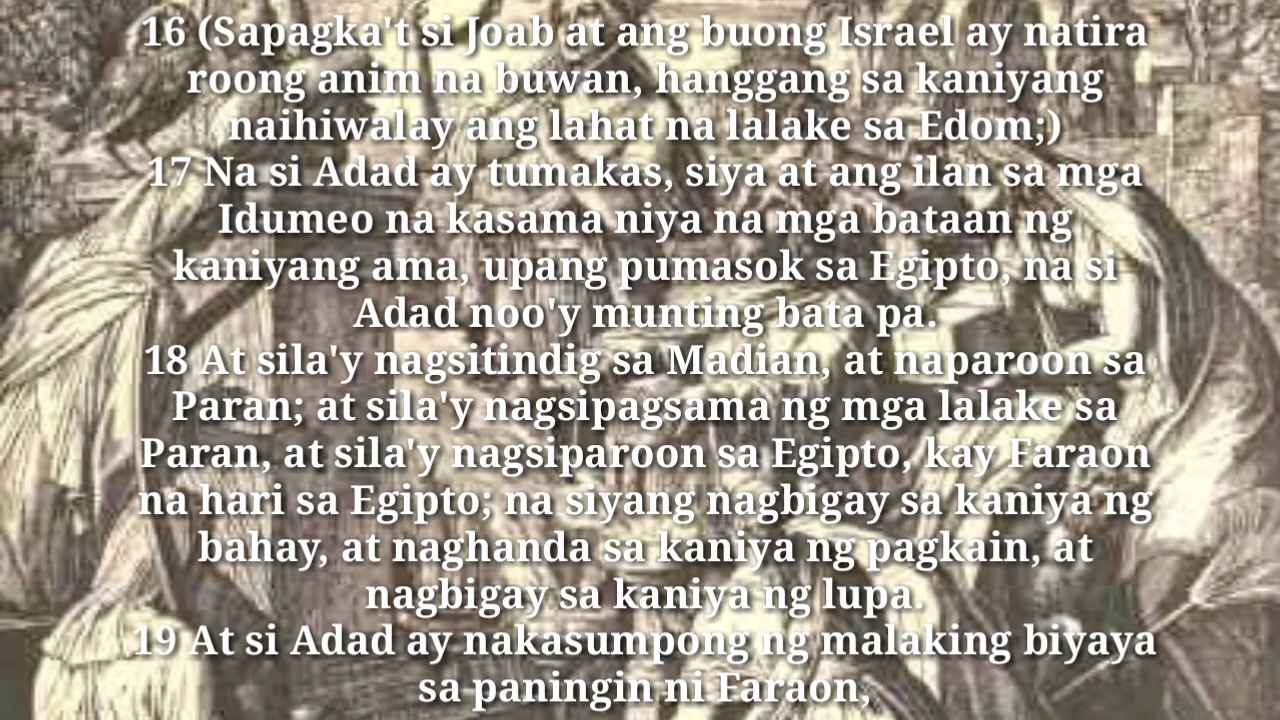 16 (Sapagka't si Joab at ang buong Israel ay natira
roong anim na buwan, hanggang sa kaniyang
naihiwalay ang lahat na lalake sa Edom;)
17 Na si Adad ay tumakas, siya at ang ilan sa mga
Idumeo na kasama niya na mga bataan ng
kaniyang ama, upang pumasok sa Egipto, na si
Adad noo'y munting bata pa.
18 At sila'y nagsitindig sa Madian, at naparoon sa
Paran; at sila'y nagsipagsama ng mga lalake sa
Paran, at sila'y nagsiparoon sa Egipto, kay Faraon
na hari sa Egipto; na siyang nagbigay sa kaniya ng
bahay, at naghanda sa kaniya ng pagkain, at
nagbigay sa kaniya ng lupa.
19 At si Adad ay nakasumpong ng malaking biyaya
sa paningin ni Faraon,